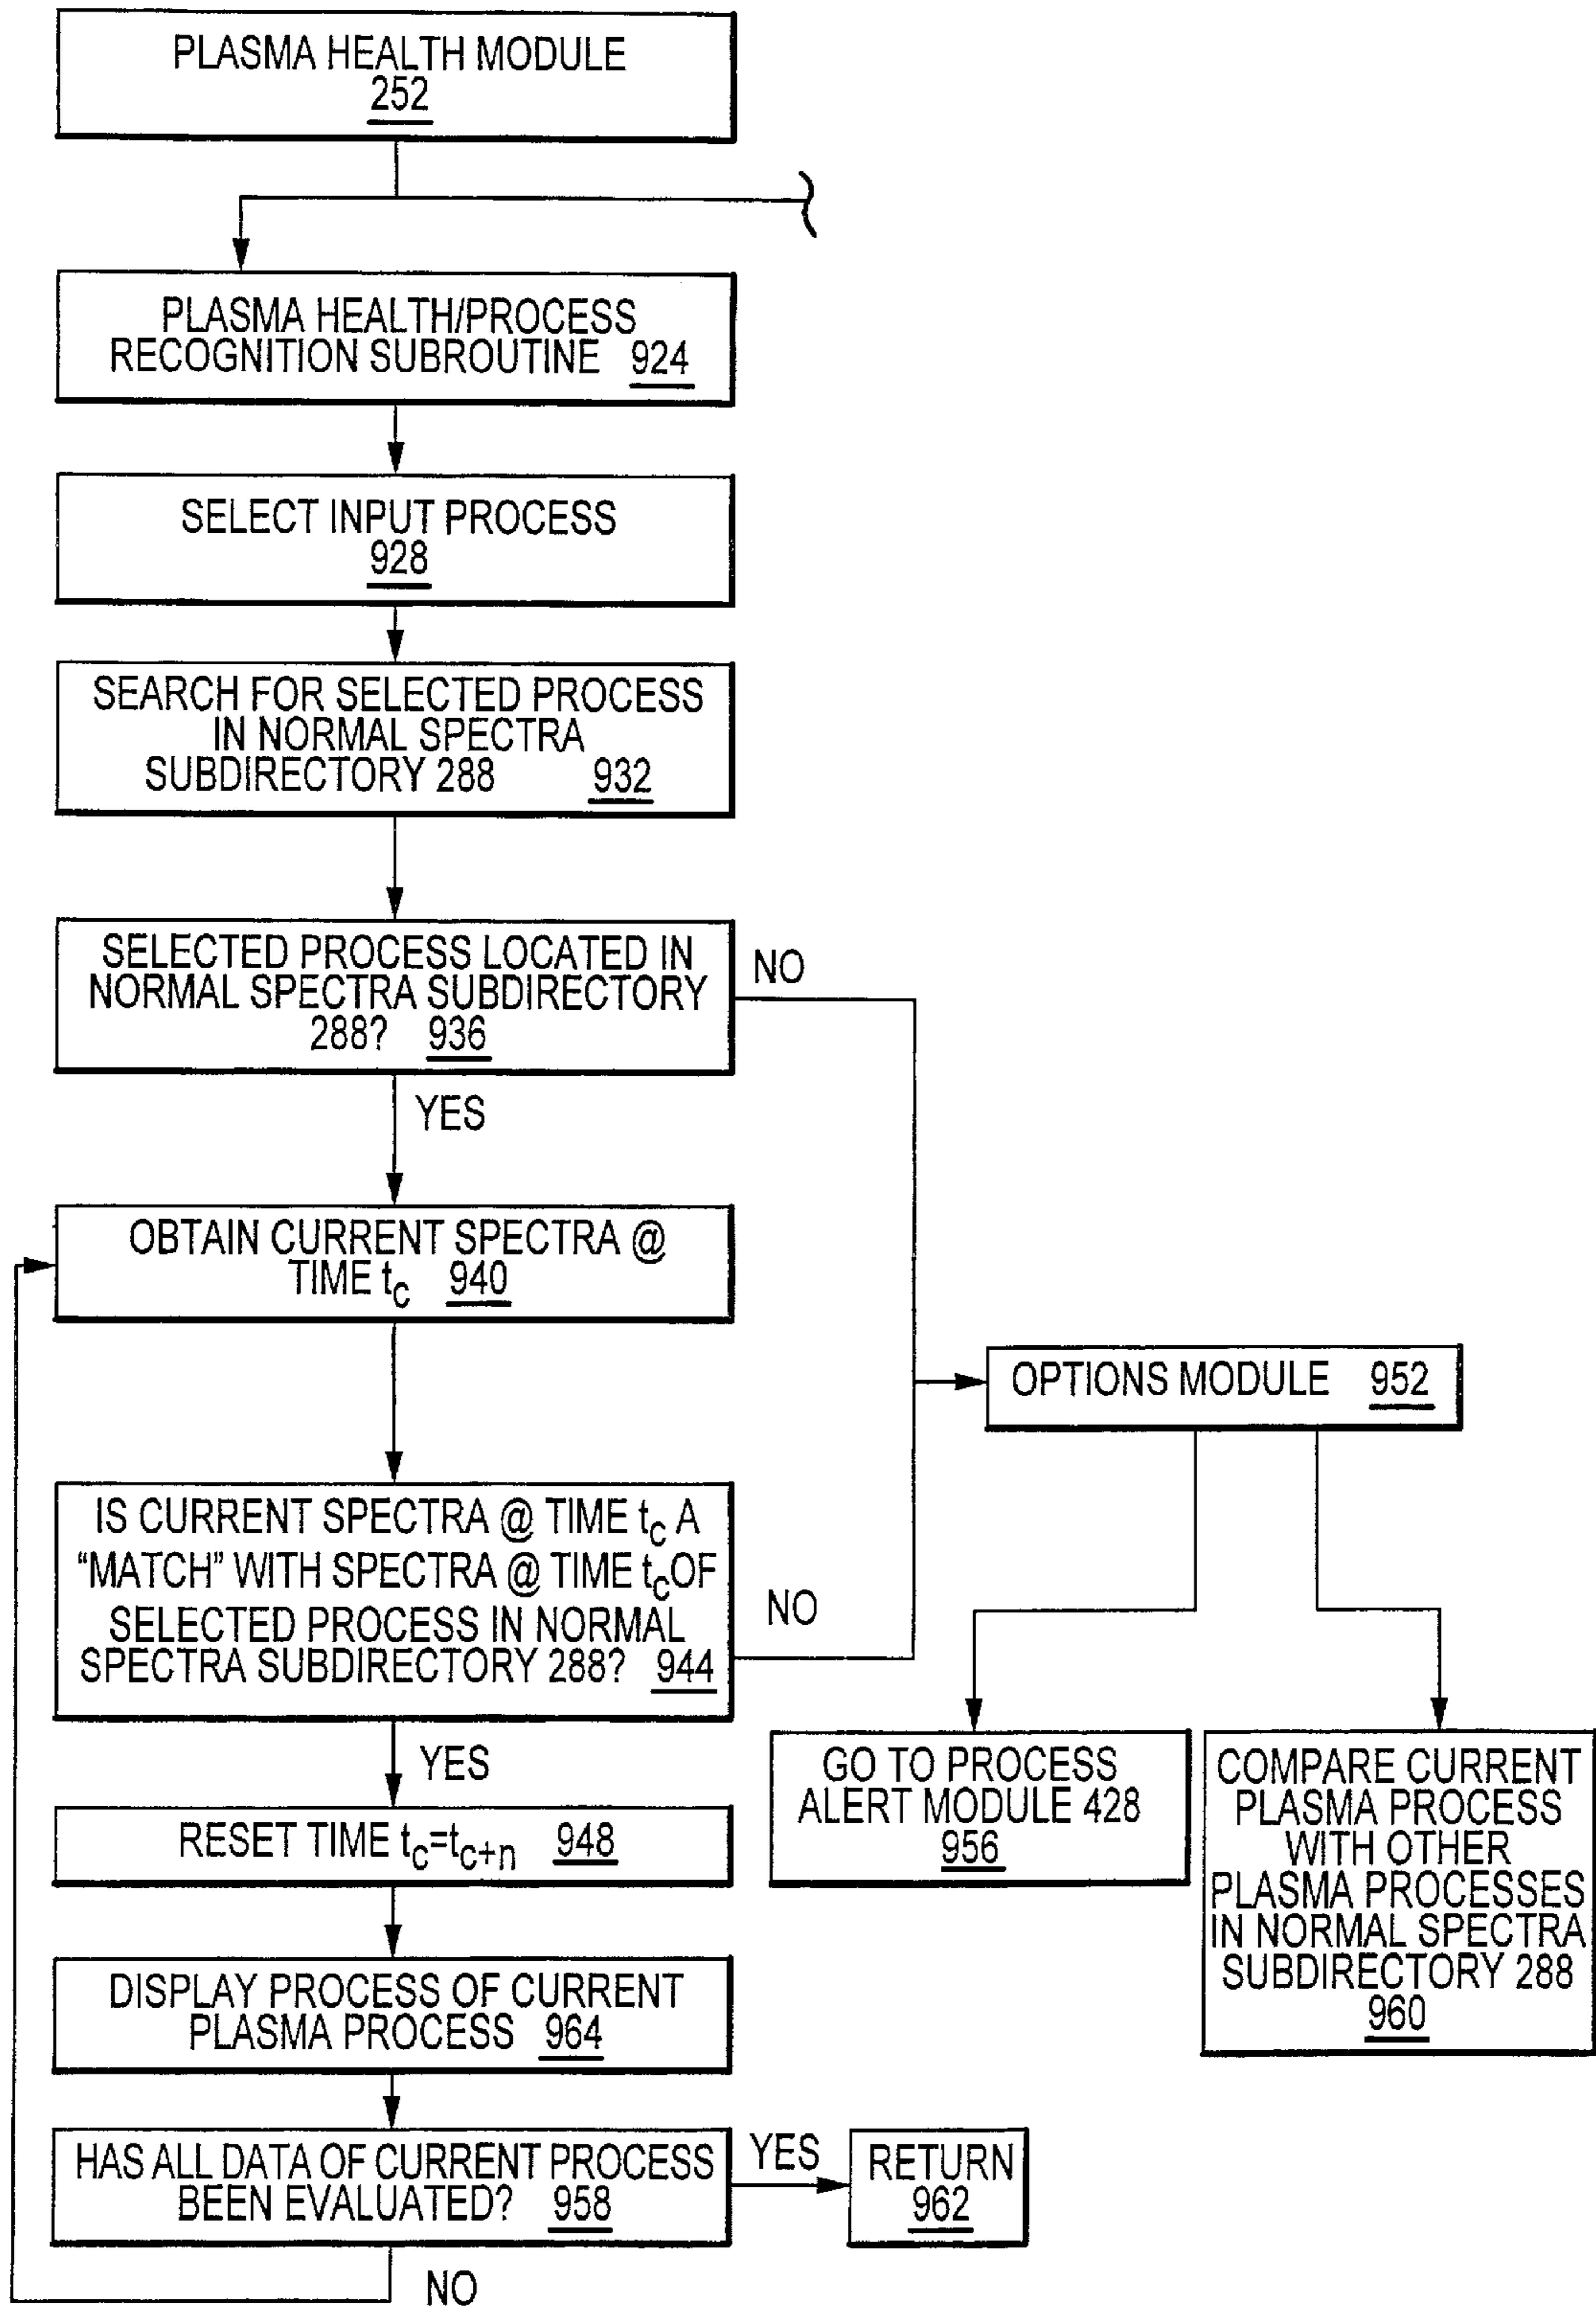 PLASMA HEALTH MODULE
252
PLASMA HEALTH/PROCESS
RECOGNITION SUBROUTINE 924
SELECT INPUT PROCESS
928
SEARCH FOR SELECTED PROCESS
IN NORMAL SPECTRA
SUBDIRECTORY 288 932
SELECTED PROCESS LOCATED IN
NORMAL SPECTRA SUBDIRECTORY
288? 936
NO
YES
OBTAIN CURRENT SPECTRA @
TIME tc 940
OPTIONS MODULE 952
IS CURRENT SPECTRA @ TIME tc A
“MATCH” WITH SPECTRA @ TIME tc OF
SELECTED PROCESS IN NORMAL
SPECTRA SUBDIRECTORY 288? 944
NO
YES
GO TO PROCESS
ALERT MODULE 428
956
COMPARE CURRENT
PLASMA PROCESS
WITH OTHER
PLASMA PROCESSES
IN NORMAL SPECTRA
SUBDIRECTORY 288
960
RESET TIME tc=tc+n 948
DISPLAY PROCESS OF CURRENT
PLASMA PROCESS 964
HAS ALL DATA OF CURRENT PROCESS
BEEN EVALUATED? 958
YES
RETURN
962
NO